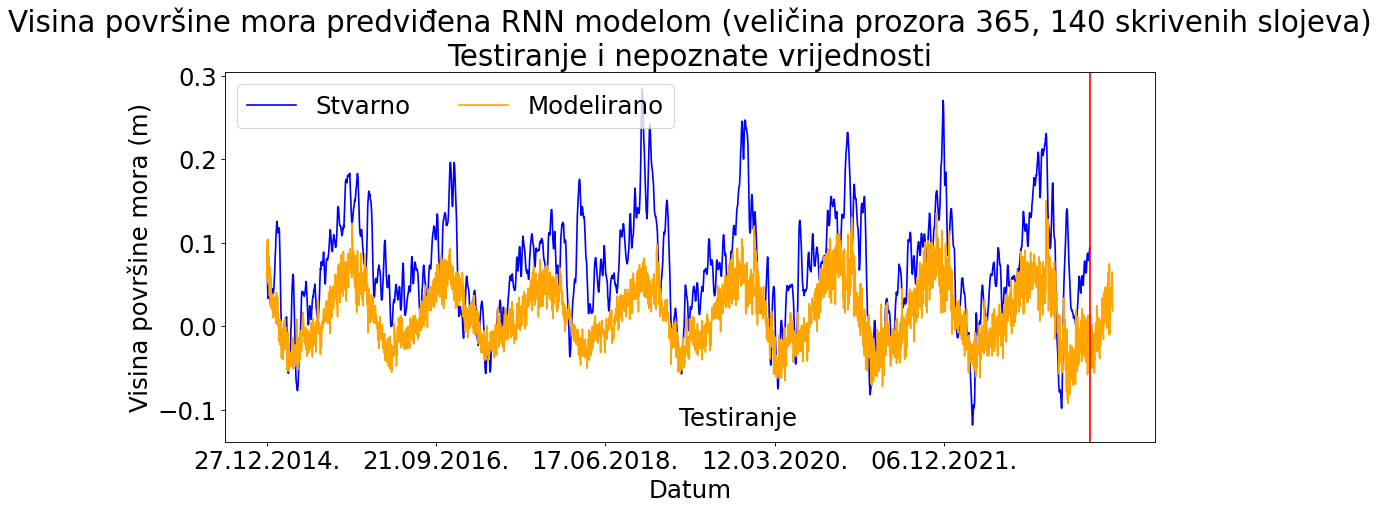 Visina površine mora predviđena RNN modelom (veličina prozora 365, 140 skrivenih slojeva)
Testiranje i nepoznate vrijednosti
Stvarno Modelirano
Visina površine mora (m)
0.3
0.2
0.1
0.0
−0.1
Testiranje
27.12.2014. 21.09.2016. 17.06.2018. 12.03.2020. 06.12.2021.
Datum